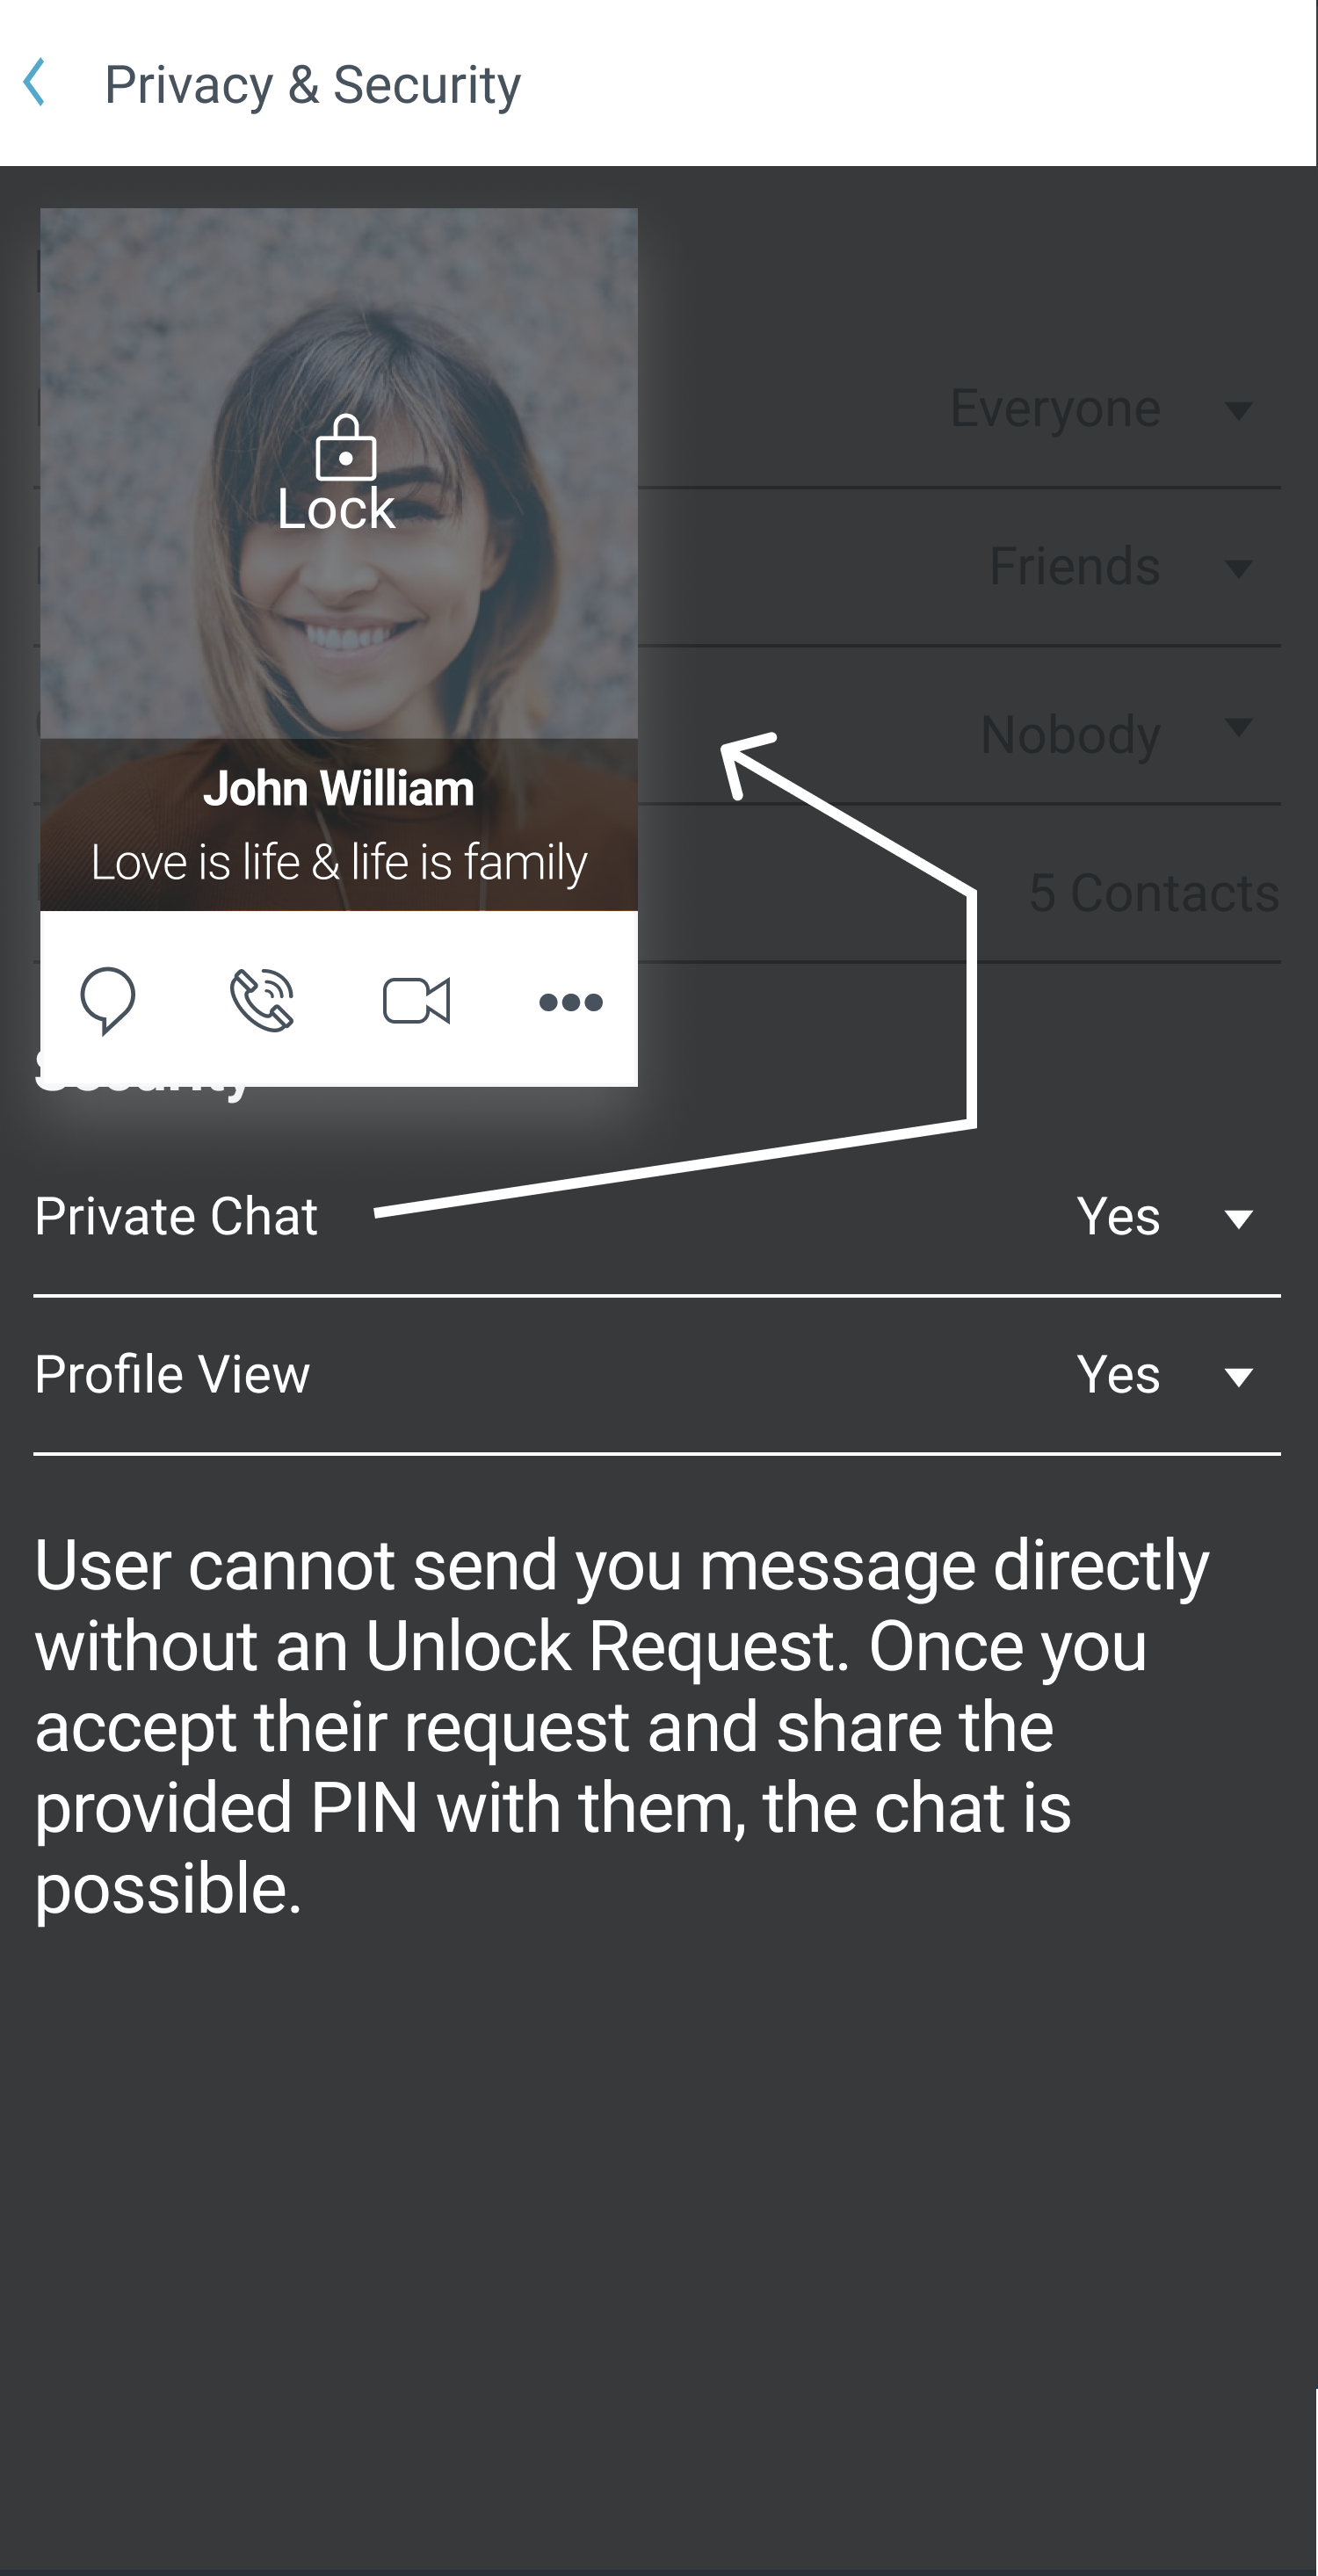 Privacy & Security
Everyone
Lock
Friends
Nobody
John William
Love is life & life is family
5 Contacts
Security
Private Chat Yes
Profile View Yes
User cannot send you message directly
without an Unlock Request. Once you
accept their request and share the
provided PIN with them, the chat is
possible.